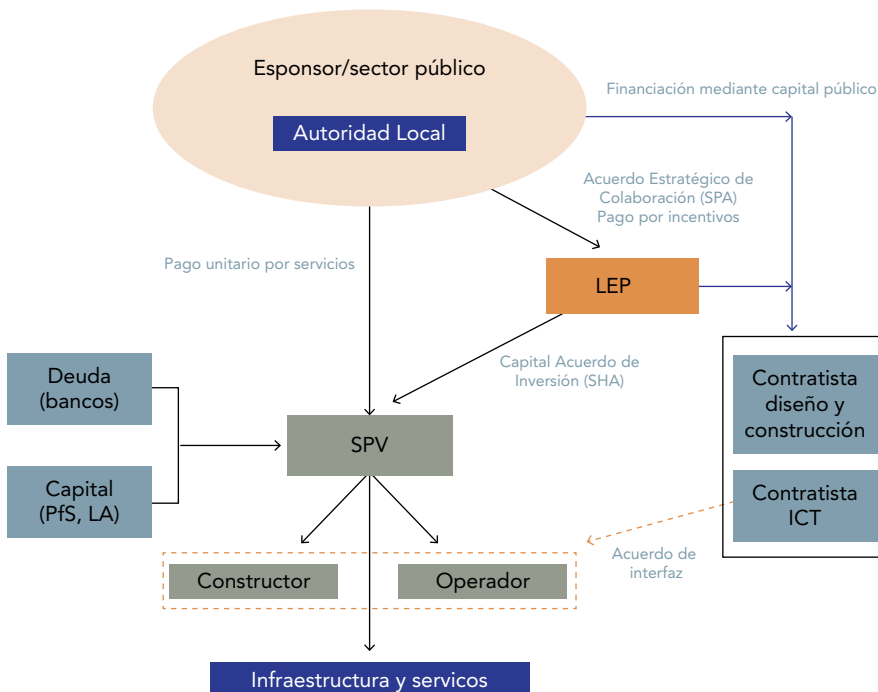 Esponsor/sector público
Autoridad Local
Financiación mediante capital público
Acuerdo Estratégico de
Colaboración (SPA)
Pago por incentivos
Pago unitario por servicios
LEP
Capital Acuerdo de
Inversión (SHA)
Deuda
(bancos)
Contratista
diseño y
construcción
SPV
Capital
(PfS, LA)
Contratista
ICT
Acuerdo de
interfaz
Constructor
Operador
Infraestructura y servicos